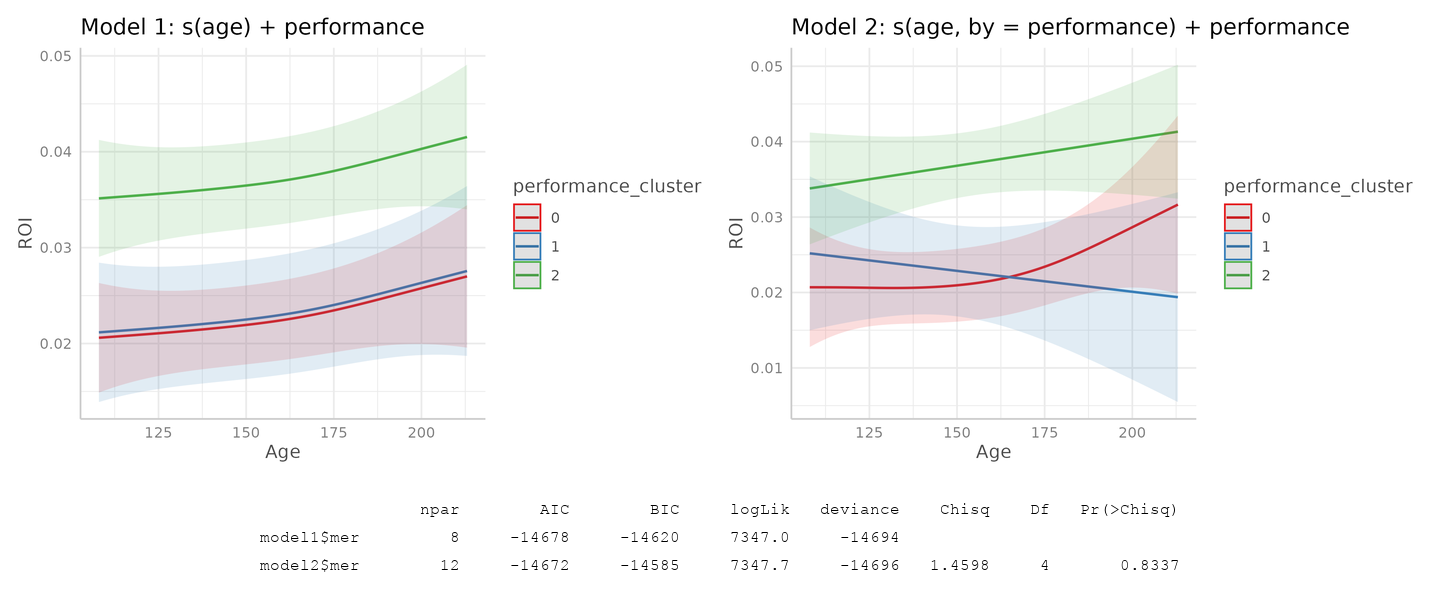 Model 1: s(age) + performance
0.05
0.04
0.03
0.02
ROI
125 150 175 200
Age
performance_cluster
0
1
2
Model 2: s(age, by = performance) + performance
0.05
0.04
0.03
0.02
0.01
ROI
125 150 175 200
Age
performance_cluster
0
1
2
npar AIC BIC logLik deviance Chisq Df Pr(>Chisq)
model1$mer 8 -14678 -14620 7347.0 -14694
model2$mer 12 -14672 -14585 7347.7 -14696 1.4598 4 0.8337